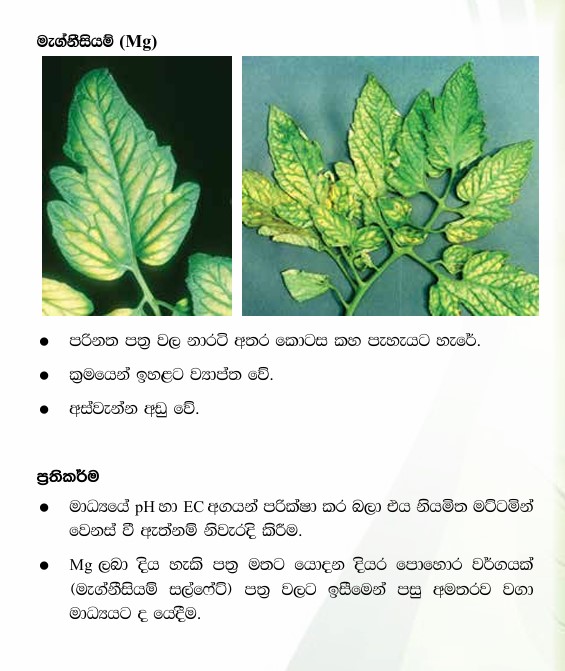 මැග්නීසියම් (Mg)
● පරිනත පත්‍ර වල නාරටි අතර කොටස කහ පැහැයට හැරේ.
● ක්‍රමයෙන් ඉහළට ව්‍යාප්ත වේ.
● අස්වැන්න අඩු වේ.
ප්‍රතිකර්ම
● මාධ්‍යයේ pH හා EC අගයන් පරික්ෂා කර බලා එය නියමිත මට්ටමින්
වෙනස් වී ඇත්නම් නිවැරදි කිරීම.
● Mg ලබා දිය හැකි පත්‍ර මතට යොදන දියර පොහොර වර්ගයක්
(මැග්නීසියම් සල්ෆේට්) පත්‍ර වලට ඉසීමෙන් පසු අමතරව වගා
මාධ්‍යයට ද යෙදීම.